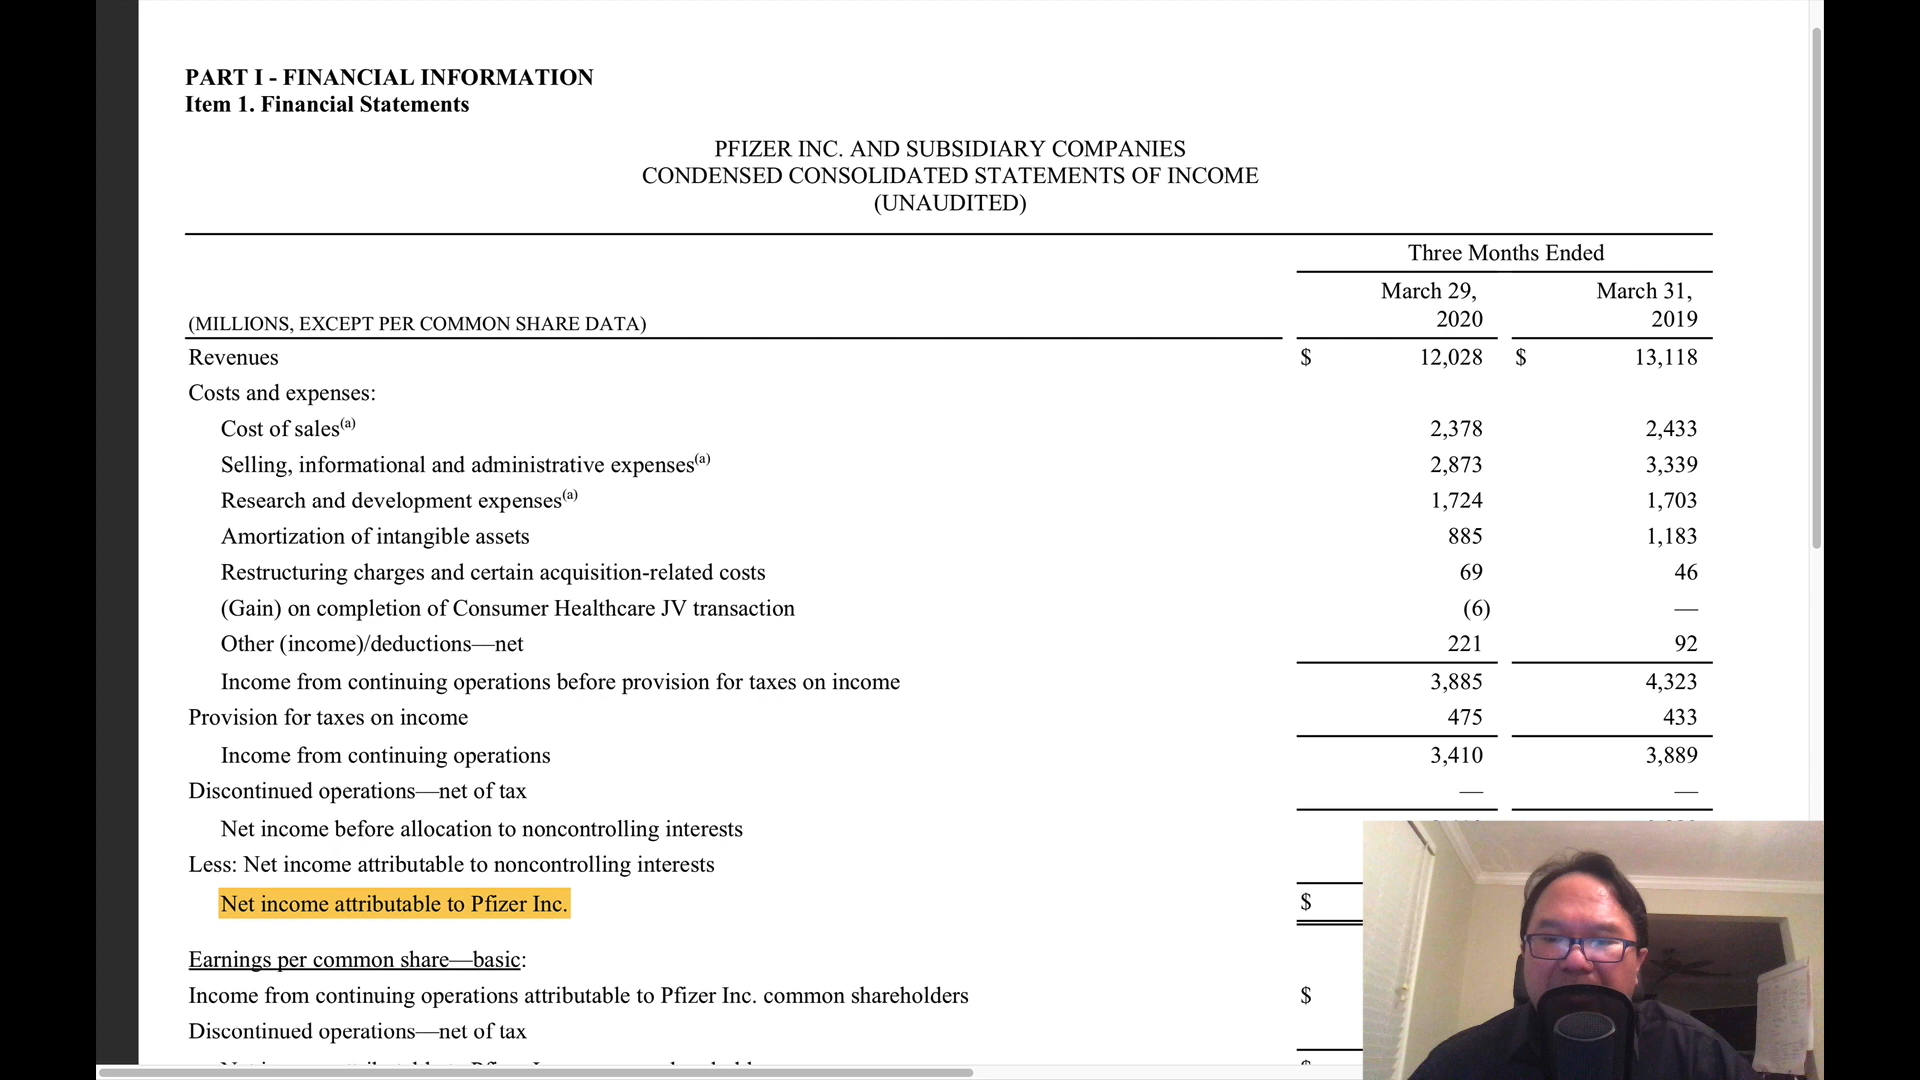 PART I - FINANCIAL INFORMATION
Item 1. Financial Statements
PFIZER INC. AND SUBSIDIARY COMPANIES
CONDENSED CONSOLIDATED STATEMENTS OF INCOME
(UNAUDITED)
Three Months Ended
March 29, 2020 March 31, 2019
(MILLIONS, EXCEPT PER COMMON SHARE DATA)
Revenues $ 12,028 $ 13,118
Costs and expenses:
Cost of sales(a) 2,378 2,433
Selling, informational and administrative expenses(a) 2,873 3,339
Research and development expenses(a) 1,724 1,703
Amortization of intangible assets 885 1,183
Restructuring charges and certain acquisition-related costs 69 46
(Gain) on completion of Consumer Healthcare JV transaction (6) —
Other (income)/deductions—net 221 92
Income from continuing operations before provision for taxes on income 3,885 4,323
Provision for taxes on income 475 433
Income from continuing operations 3,410 3,889
Discontinued operations—net of tax — —
Net income before allocation to noncontrolling interests
Less: Net income attributable to noncontrolling interests
Net income attributable to Pfizer Inc. $
Earnings per common share—basic:
Income from continuing operations attributable to Pfizer Inc. common shareholders $
Discontinued operations—net of tax